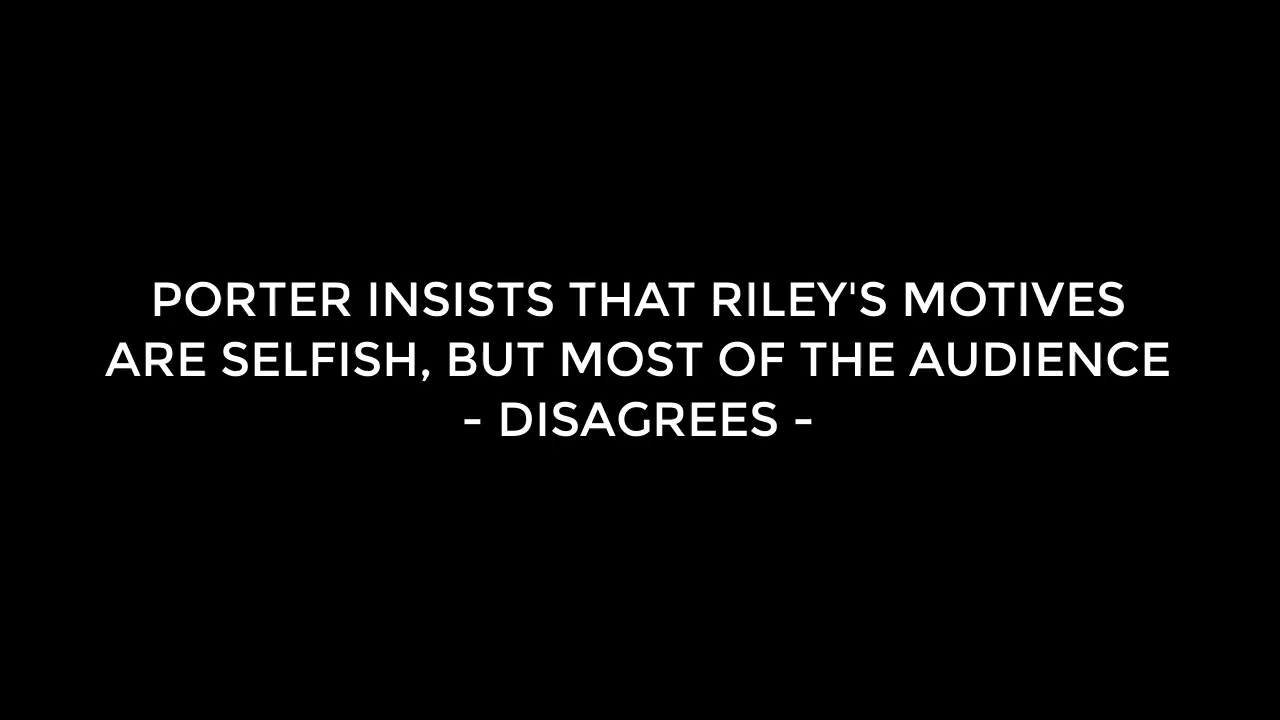 PORTER INSISTS THAT RILEY'S MOTIVES
ARE SELFISH, BUT MOST OF THE AUDIENCE
- DISAGREES -